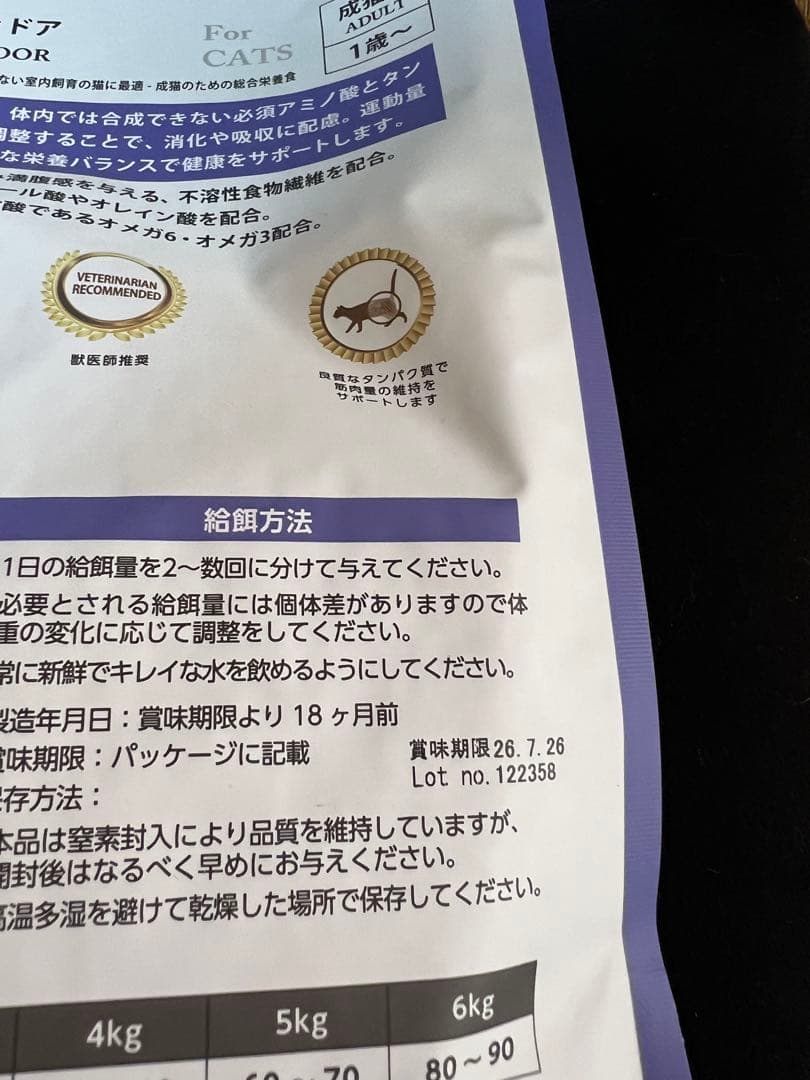 ドア
For
OOR
CATS
成猫
ADULT
1歳～
ない室内飼育の猫に最適 - 成猫のための総合栄養食
体内では合成できない必須アミノ酸とタン
調整することで、消化や吸収に配慮。運動量
な栄養バランスで健康をサポートします。
満腹感を与える、不溶性食物繊維を配合。
ール酸やオレイン酸を配合。
酸であるオメガ6・オメガ3配合。
VETERINARIAN
RECOMMENDED
獣医師推奨
良質なタンパク質で
筋肉量の維持を
サポートします
給餌方法
1日の給餌量を2～数回に分けて与えてください。
必要とされる給餌量には個体差がありますので体
重の変化に応じて調整をしてください。
常に新鮮でキレイな水を飲めるようにしてください。
製造年月日：賞味期限より 18 ヶ月前
賞味期限：パッケージに記載
賞味期限26.7.26
Lot no.122358
保存方法：
本品は窒素封入により品質を維持していますが、
開封後はなるべく早めにお与えください。
高温多湿を避けて乾燥した場所で保存してください。
4kg 5kg 6kg
60～70 80～90